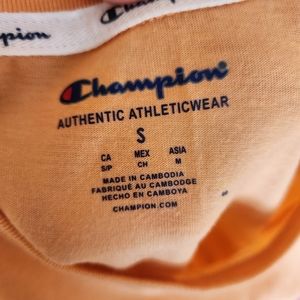 Champion
Champion
AUTHENTIC ATHLETICWEAR
S
CA MEX ASIA
S/P CH M
MADE IN CAMBODIA
FABRIQUÉ AU CAMBODGE
HECHO EN CAMBOYA
CHAMPION.COM